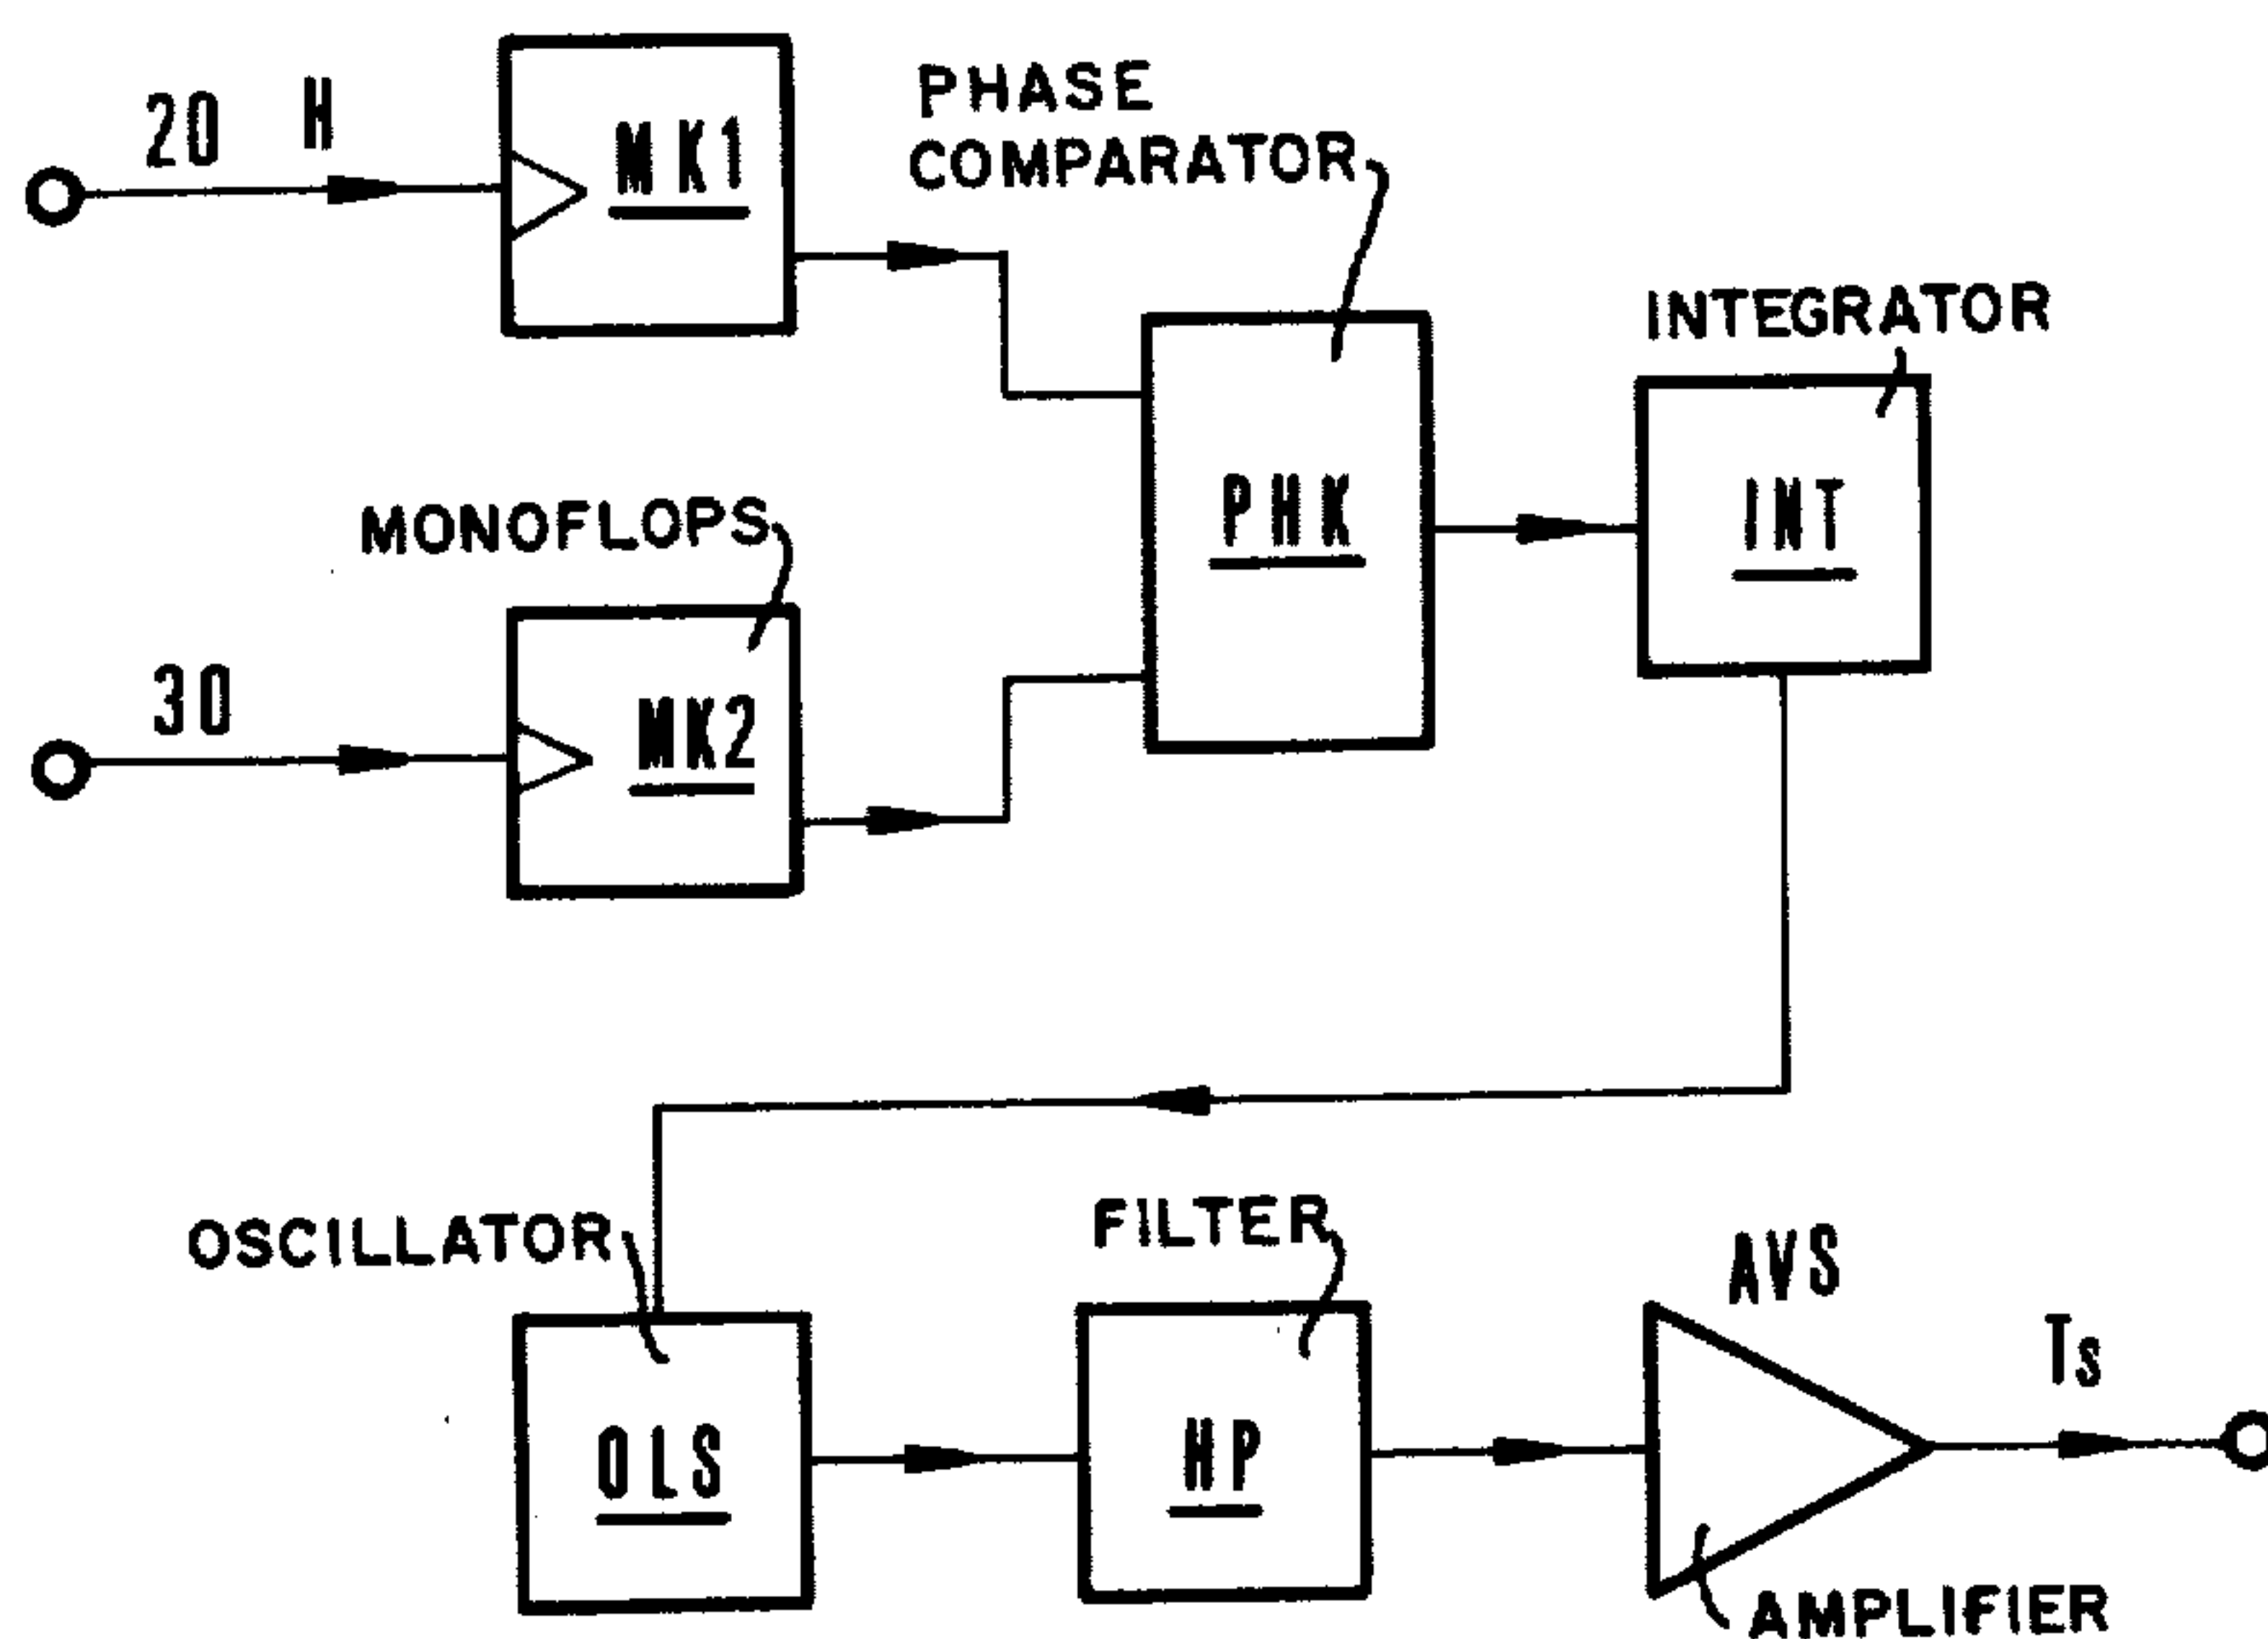 20 H
MK1
PHASE
COMPARATOR
INTEGRATOR
PHK
INT
MONOFLOPS
30
MK2
OSCILLATOR
FILTER
AVS
Ts
OLS
HP
AMPLIFIER